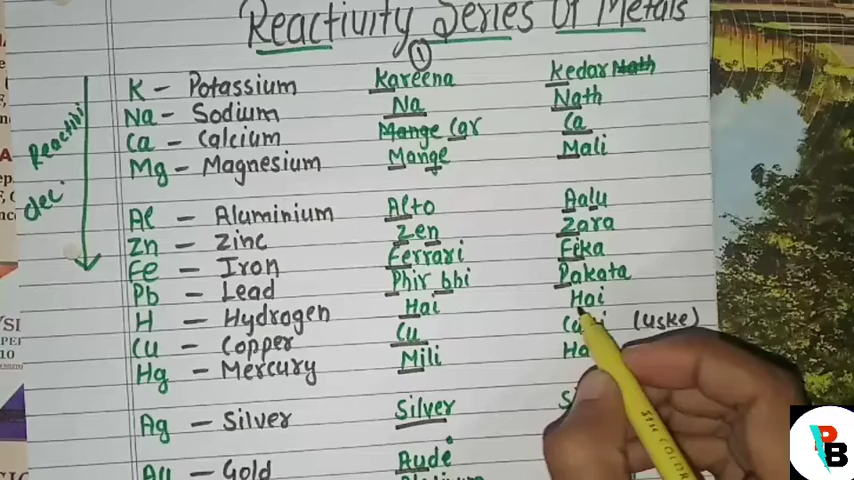 Reactivity Series Of Metals
①
K – Potassium Kareena Kedar Nath
Na – Sodium Na Nath
Ca – Calcium Mange Car Ca
Mg – Magnesium Mange Mali
Al – Aluminium Alto Aalu
Zn – Zinc Zen Zara
Fe – Iron Ferrari Fika
Pb – Lead Phir bhi Pakata
H – Hydrogen Hai Hai
Cu – Copper Cu (uske)
Hg – Mercury Mili
Ag – Silver Silver
Au – Gold Aude
dec.
PB